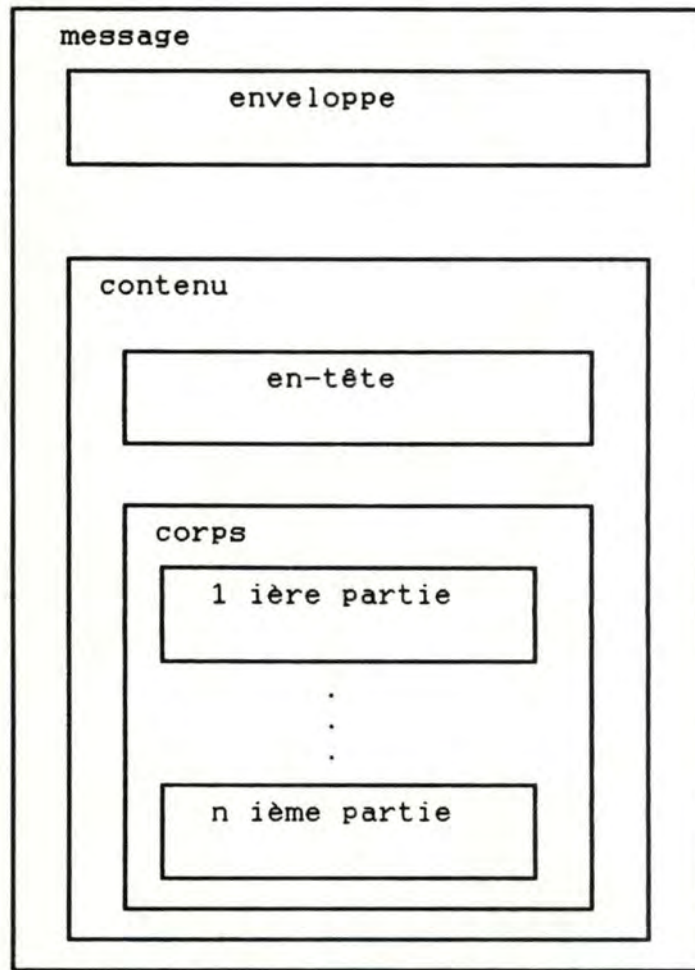 message
enveloppe
contenu
en-tête
corps
1 ière partie
.
.
.
n ième partie